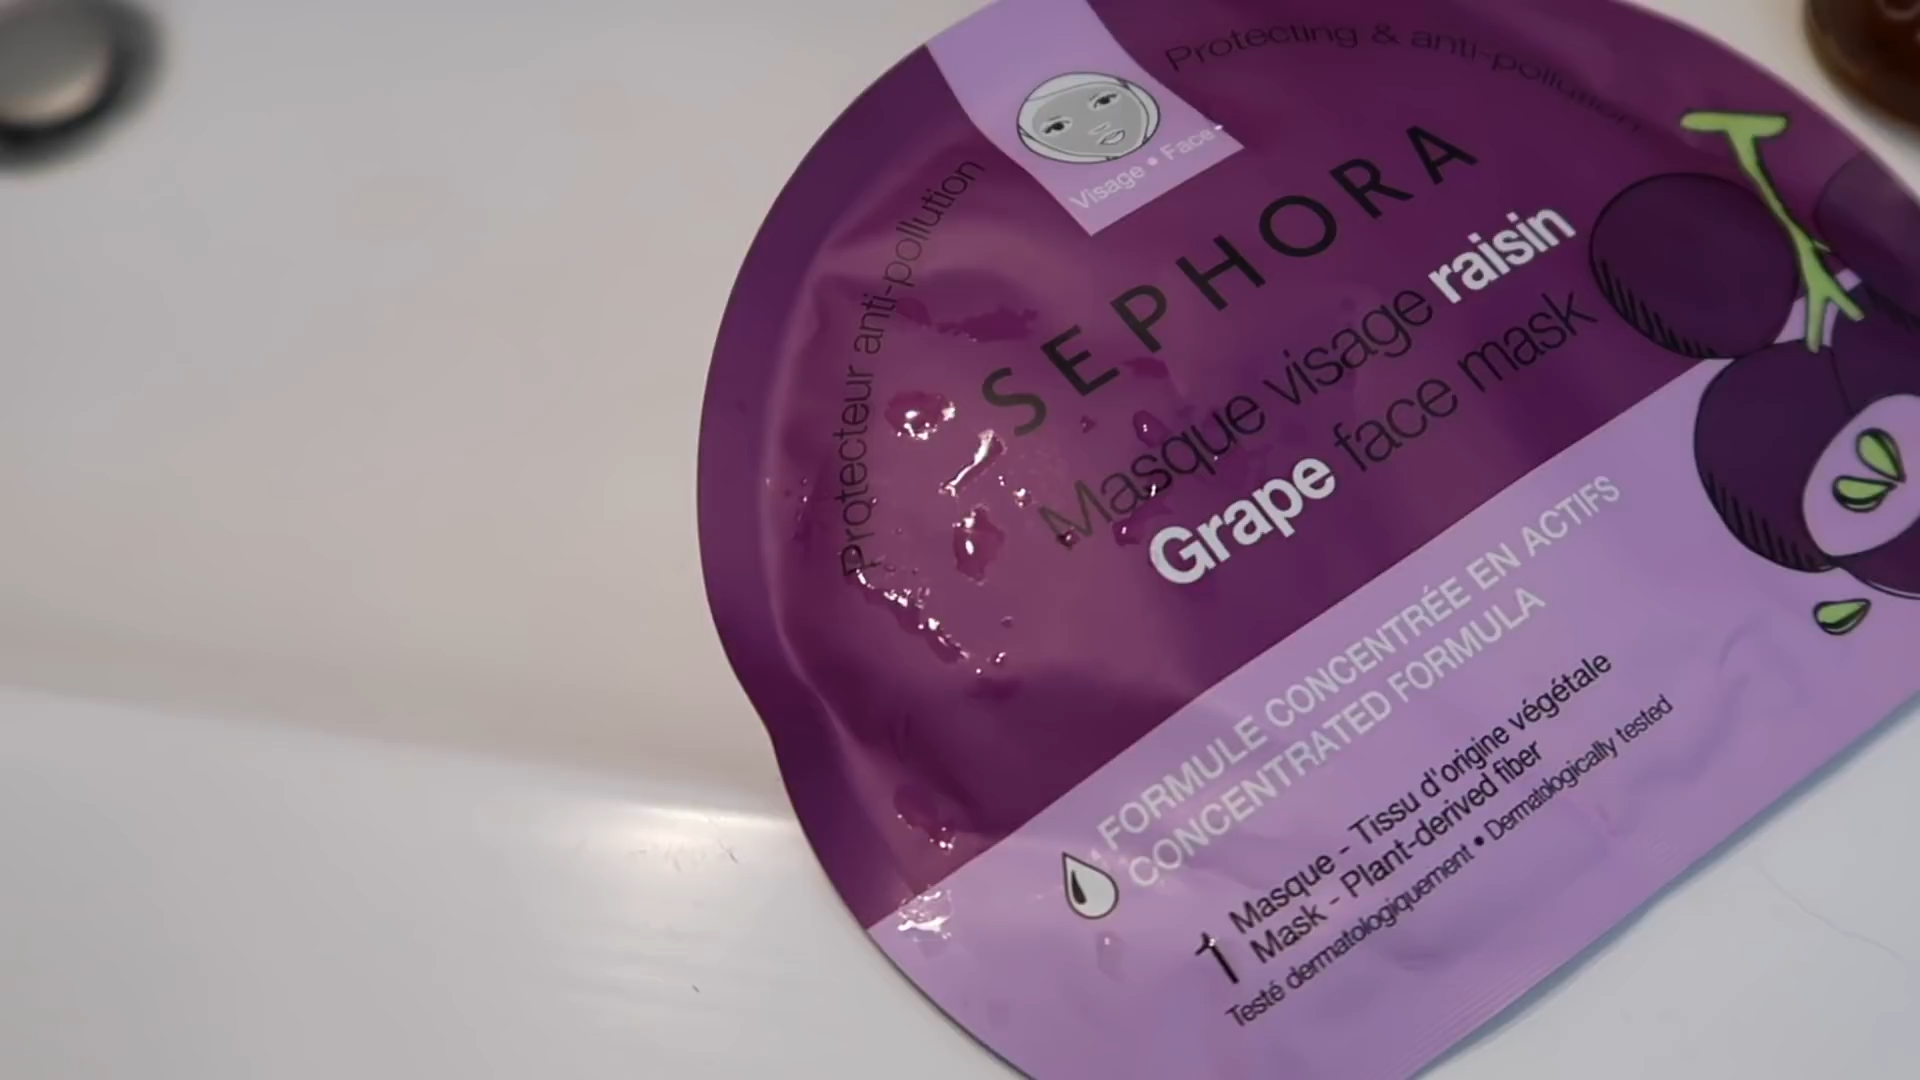 Protecteur anti-pollution
Protecting & anti-pollution
Visage • Face
SEPHORA
Masque visage raisin
Grape face mask
FORMULE CONCENTRÉE EN ACTIFS
CONCENTRATED FORMULA
1 Masque - Tissu d'origine végétale
Mask - Plant-derived fiber
Testé dermatologiquement • Dermatologically tested